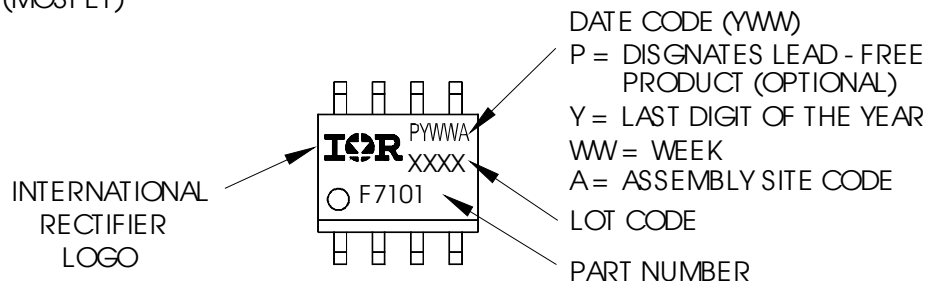 (MOSFET)
DATE CODE (YWW)
P = DISGNATES LEAD - FREE
PRODUCT (OPTIONAL)
Y = LAST DIGIT OF THE YEAR
WW = WEEK
A = ASSEMBLY SITE CODE
LOT CODE
PART NUMBER
INTERNATIONAL
RECTIFIER
LOGO
IOR
PYWWA
XXXX
F7101